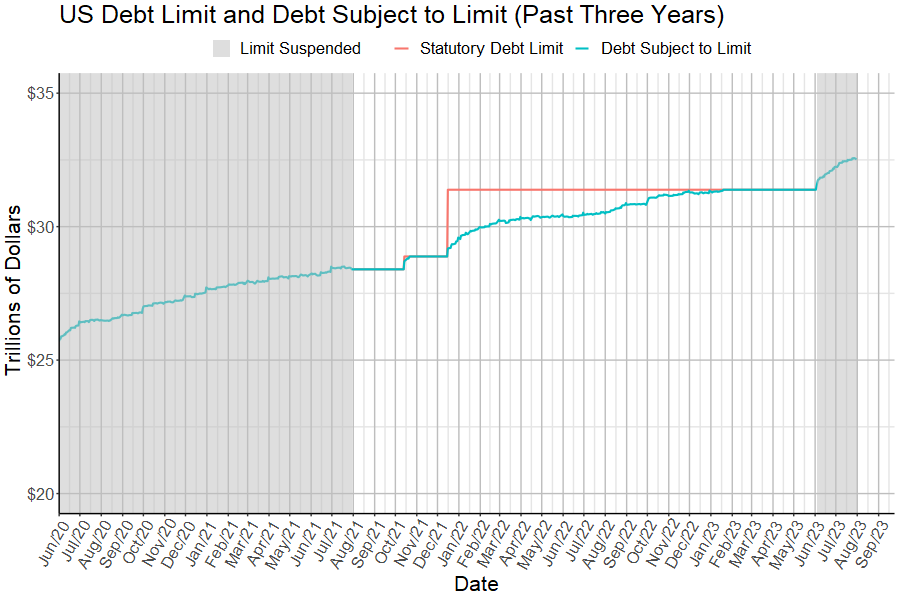 US Debt Limit and Debt Subject to Limit (Past Three Years)
Limit Suspended Statutory Debt Limit Debt Subject to Limit
Trillions of Dollars
$35
$30
$25
$20
Jun/20 Jul/20 Aug/20 Sep/20 Oct/20 Nov/20 Dec/20 Jan/21 Feb/21 Mar/21 Apr/21 May/21 Jun/21 Jul/21 Aug/21 Sep/21 Oct/21 Nov/21 Dec/21 Jan/22 Feb/22 Mar/22 Apr/22 May/22 Jun/22 Jul/22 Aug/22 Sep/22 Oct/22 Nov/22 Dec/22 Jan/23 Feb/23 Mar/23 Apr/23 May/23 Jun/23 Jul/23 Aug/23 Sep/23
Date